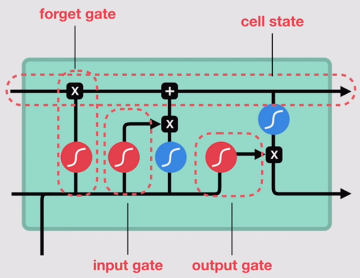 forget gate
cell state
X
+
X
X
input gate
output gate